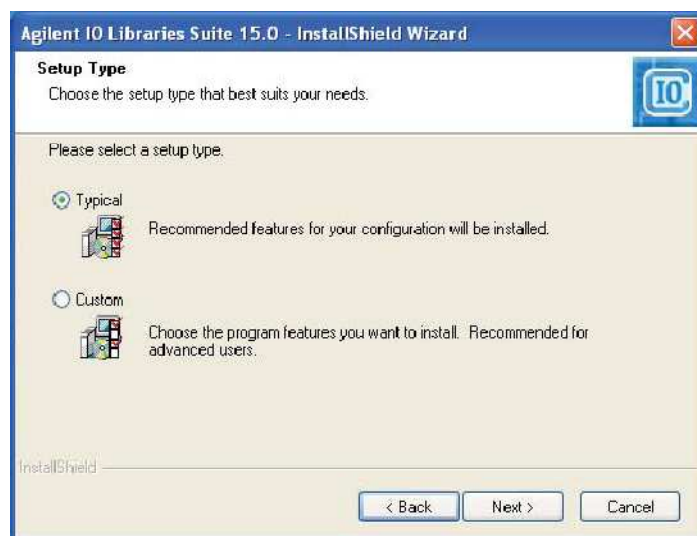 Agilent IO Libraries Suite 15.0 - InstallShield Wizard
Setup Type
Choose the setup type that best suits your needs.
IO
Please select a setup type.
Typical
Recommended features for your configuration will be installed.
Custom
Choose the program features you want to install. Recommended for
advanced users.
InstallShield
< Back
Next >
Cancel